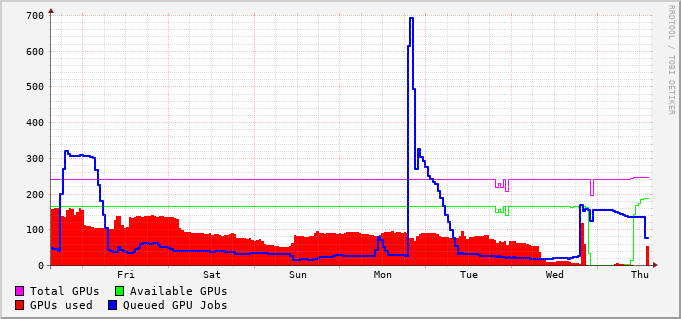 700
600
500
400
300
200
100
0
Fri Sat Sun Mon Tue Wed Thu
Total GPUs Available GPUs
GPUs used Queued GPU Jobs
RRDTOOL / TOBI OETIKER